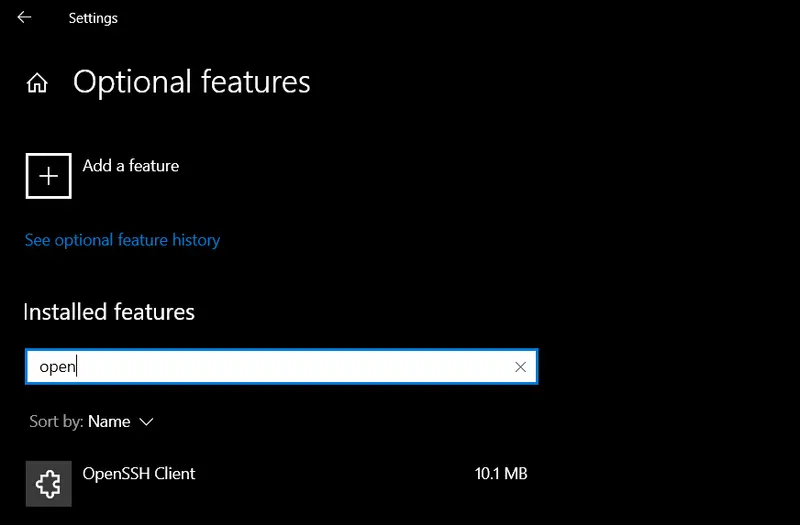 Settings
Optional features
Add a feature
See optional feature history
Installed features
open
Sort by: Name
OpenSSH Client 10.1 MB